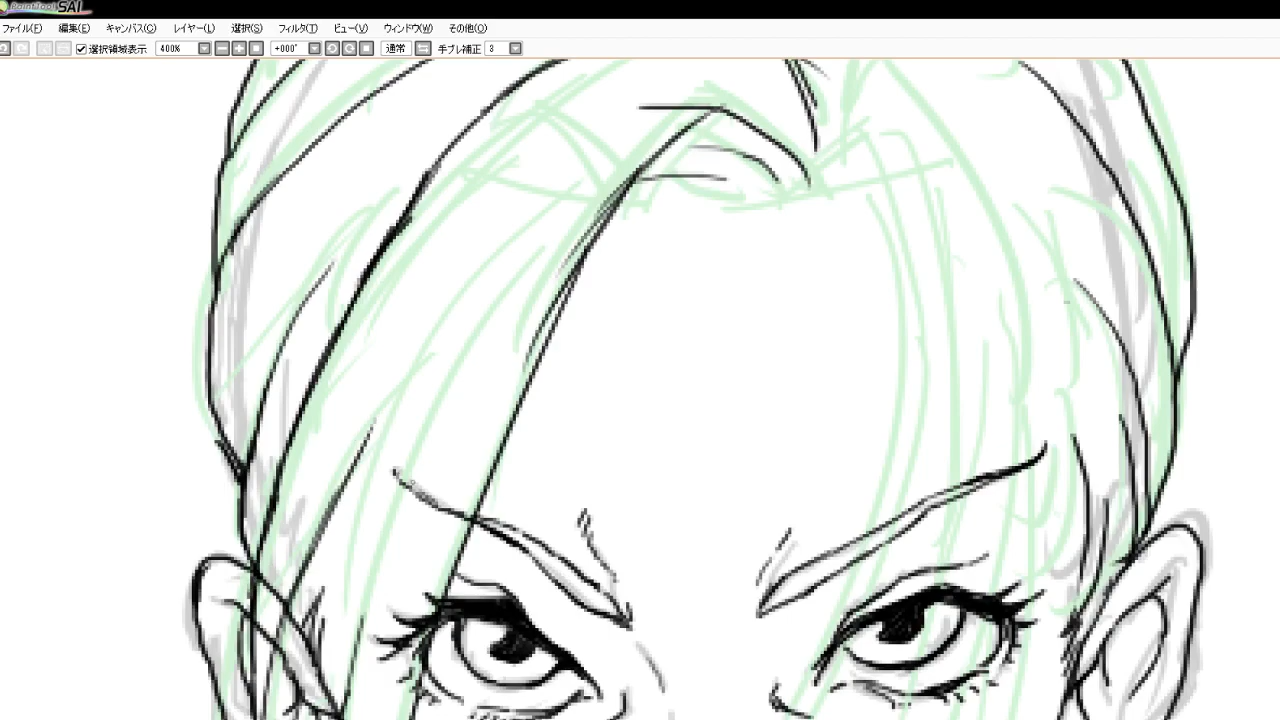 PaintTool SAI
ファイル(F) 編集(E) キャンバス(C) レイヤー(L) 選択(S) フィルタ(T) ビュー(V) ウィンドウ(W) その他(O)
選択領域表示 400% +000° 通常 手ブレ補正 3